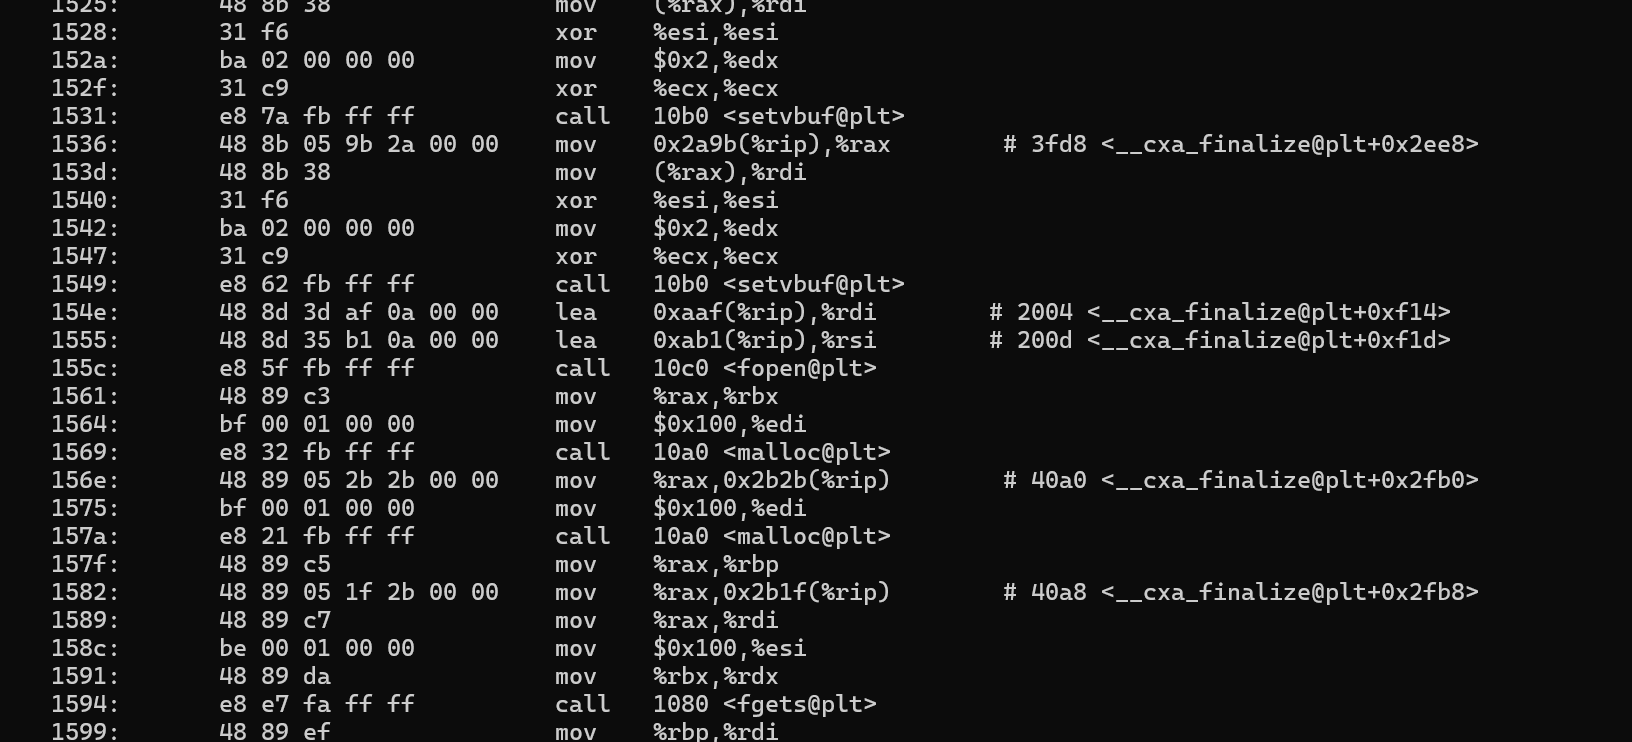 1525: 48 8b 38 mov (%rax),%rdi
1528: 31 f6 xor %esi,%esi
152a: ba 02 00 00 00 mov $0x2,%edx
152f: 31 c9 xor %ecx,%ecx
1531: e8 7a fb ff ff call 10b0 <setvbuf@plt>
1536: 48 8b 05 9b 2a 00 00 mov 0x2a9b(%rip),%rax # 3fd8 <__cxa_finalize@plt+0x2ee8>
153d: 48 8b 38 mov (%rax),%rdi
1540: 31 f6 xor %esi,%esi
1542: ba 02 00 00 00 mov $0x2,%edx
1547: 31 c9 xor %ecx,%ecx
1549: e8 62 fb ff ff call 10b0 <setvbuf@plt>
154e: 48 8d 3d af 0a 00 00 lea 0xaaf(%rip),%rdi # 2004 <__cxa_finalize@plt+0xf14>
1555: 48 8d 35 b1 0a 00 00 lea 0xab1(%rip),%rsi # 200d <__cxa_finalize@plt+0xf1d>
155c: e8 5f fb ff ff call 10c0 <fopen@plt>
1561: 48 89 c3 mov %rax,%rbx
1564: bf 00 01 00 00 mov $0x100,%edi
1569: e8 32 fb ff ff call 10a0 <malloc@plt>
156e: 48 89 05 2b 2b 00 00 mov %rax,0x2b2b(%rip) # 40a0 <__cxa_finalize@plt+0x2fb0>
1575: bf 00 01 00 00 mov $0x100,%edi
157a: e8 21 fb ff ff call 10a0 <malloc@plt>
157f: 48 89 c5 mov %rax,%rbp
1582: 48 89 05 1f 2b 00 00 mov %rax,0x2b1f(%rip) # 40a8 <__cxa_finalize@plt+0x2fb8>
1589: 48 89 c7 mov %rax,%rdi
158c: be 00 01 00 00 mov $0x100,%esi
1591: 48 89 da mov %rbx,%rdx
1594: e8 e7 fa ff ff call 1080 <fgets@plt>
1599: 48 89 ef mov %rbp,%rdi